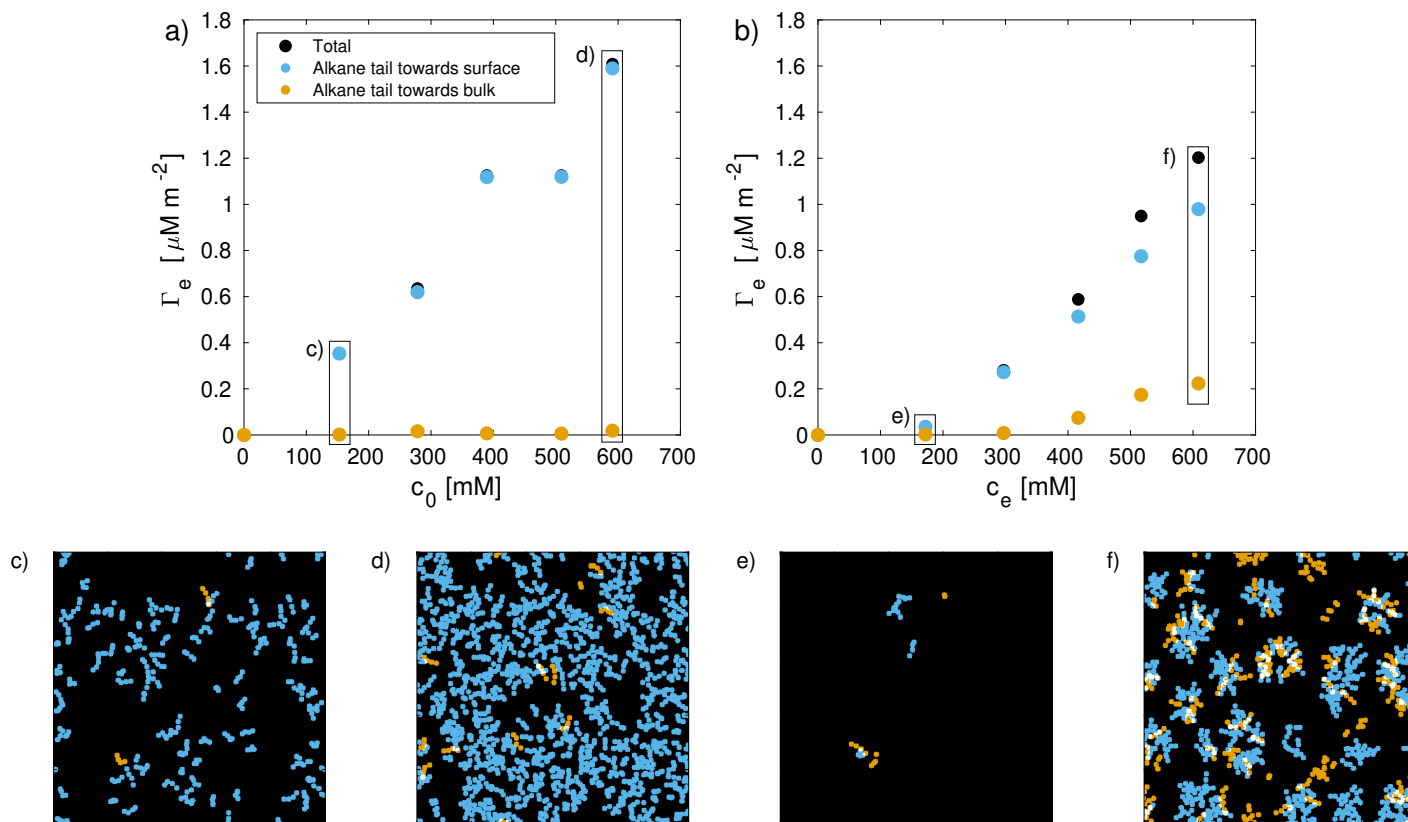 a)
Total
Alkane tail towards surface
Alkane tail towards bulk
d)
c)
1.8
1.6
1.4
1.2
1
0.8
0.6
0.4
0.2
0
Γe [ μM m-2]
0 100 200 300 400 500 600 700
c0 [mM]
b)
f)
e)
1.8
1.6
1.4
1.2
1
0.8
0.6
0.4
0.2
0
Γe [ μM m-2]
0 100 200 300 400 500 600 700
ce [mM]
c) d) e) f)